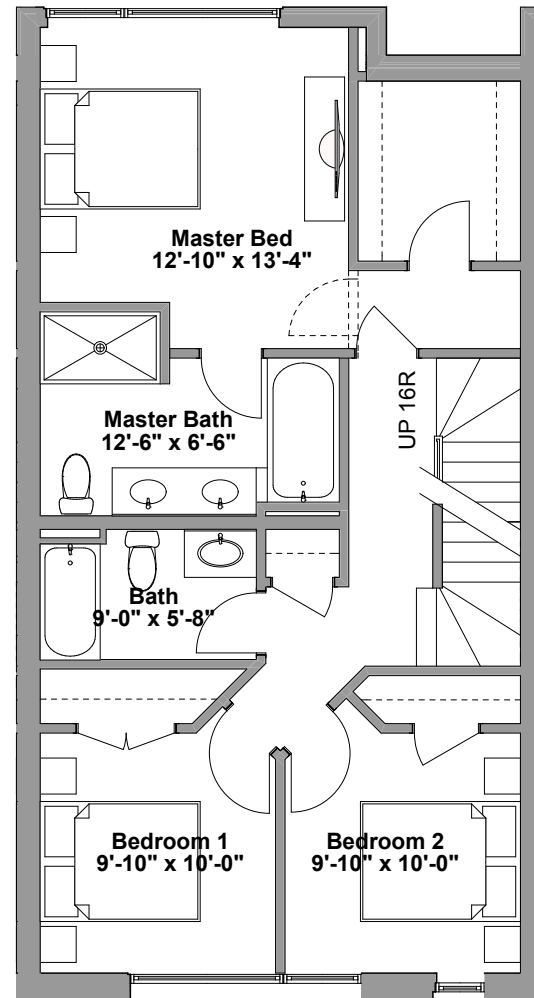 Master Bed
12'-10" x 13'-4"
UP 16R
Master Bath
12'-6" x 6'-6"
Bath
9'-0" x 5'-8"
Bedroom 1
9'-10" x 10'-0"
Bedroom 2
9'-10" x 10'-0"